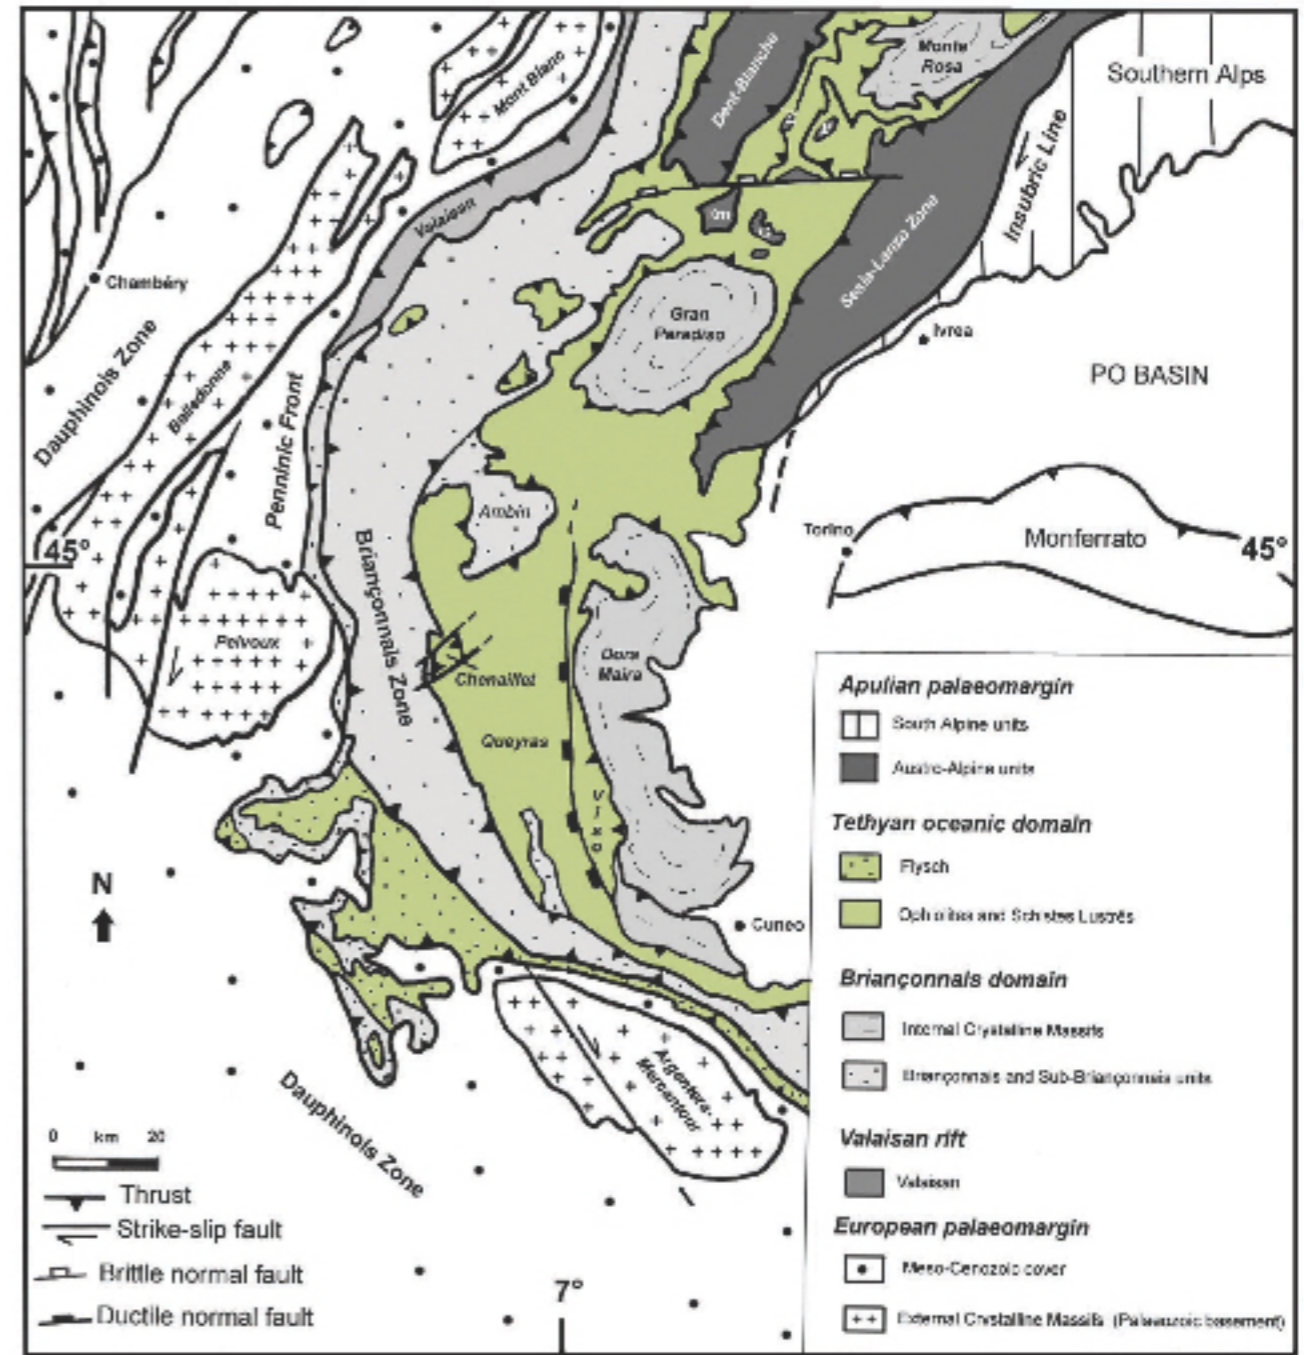 Monte
Rosa
Southern Alps
Mont Blanc
Dent-Blanche
Insubric Line
Valaisan
Sesia-Lanzo Zone
Chambéry
Gran
Paradiso
Ivrea
PO BASIN
Dauphinois Zone
Belledonne
Penninic Front
Ambin
Torino
Monferrato
45°
45°
Briançonnais Zone
Pelvoux
Chenaillet
Dora
Maira
Queyras
Viso
N
Cuneo
Argentera-
Mercantour
Dauphinois Zone
7°
0 km 20
Thrust
Strike-slip fault
Brittle normal fault
Ductile normal fault
Apulian palaeomargin
South Alpine units
Austro-Alpine units
Tethyan oceanic domain
Flysch
Ophiolites and Schistes Lustrés
Briançonnais domain
Internal Crystalline Massifs
Briançonnais and Sub-Briançonnais units
Valaisan rift
Valaisan
European palaeomargin
Meso-Cenozoic cover
External Crystalline Massifs (Palaeozoic basement)